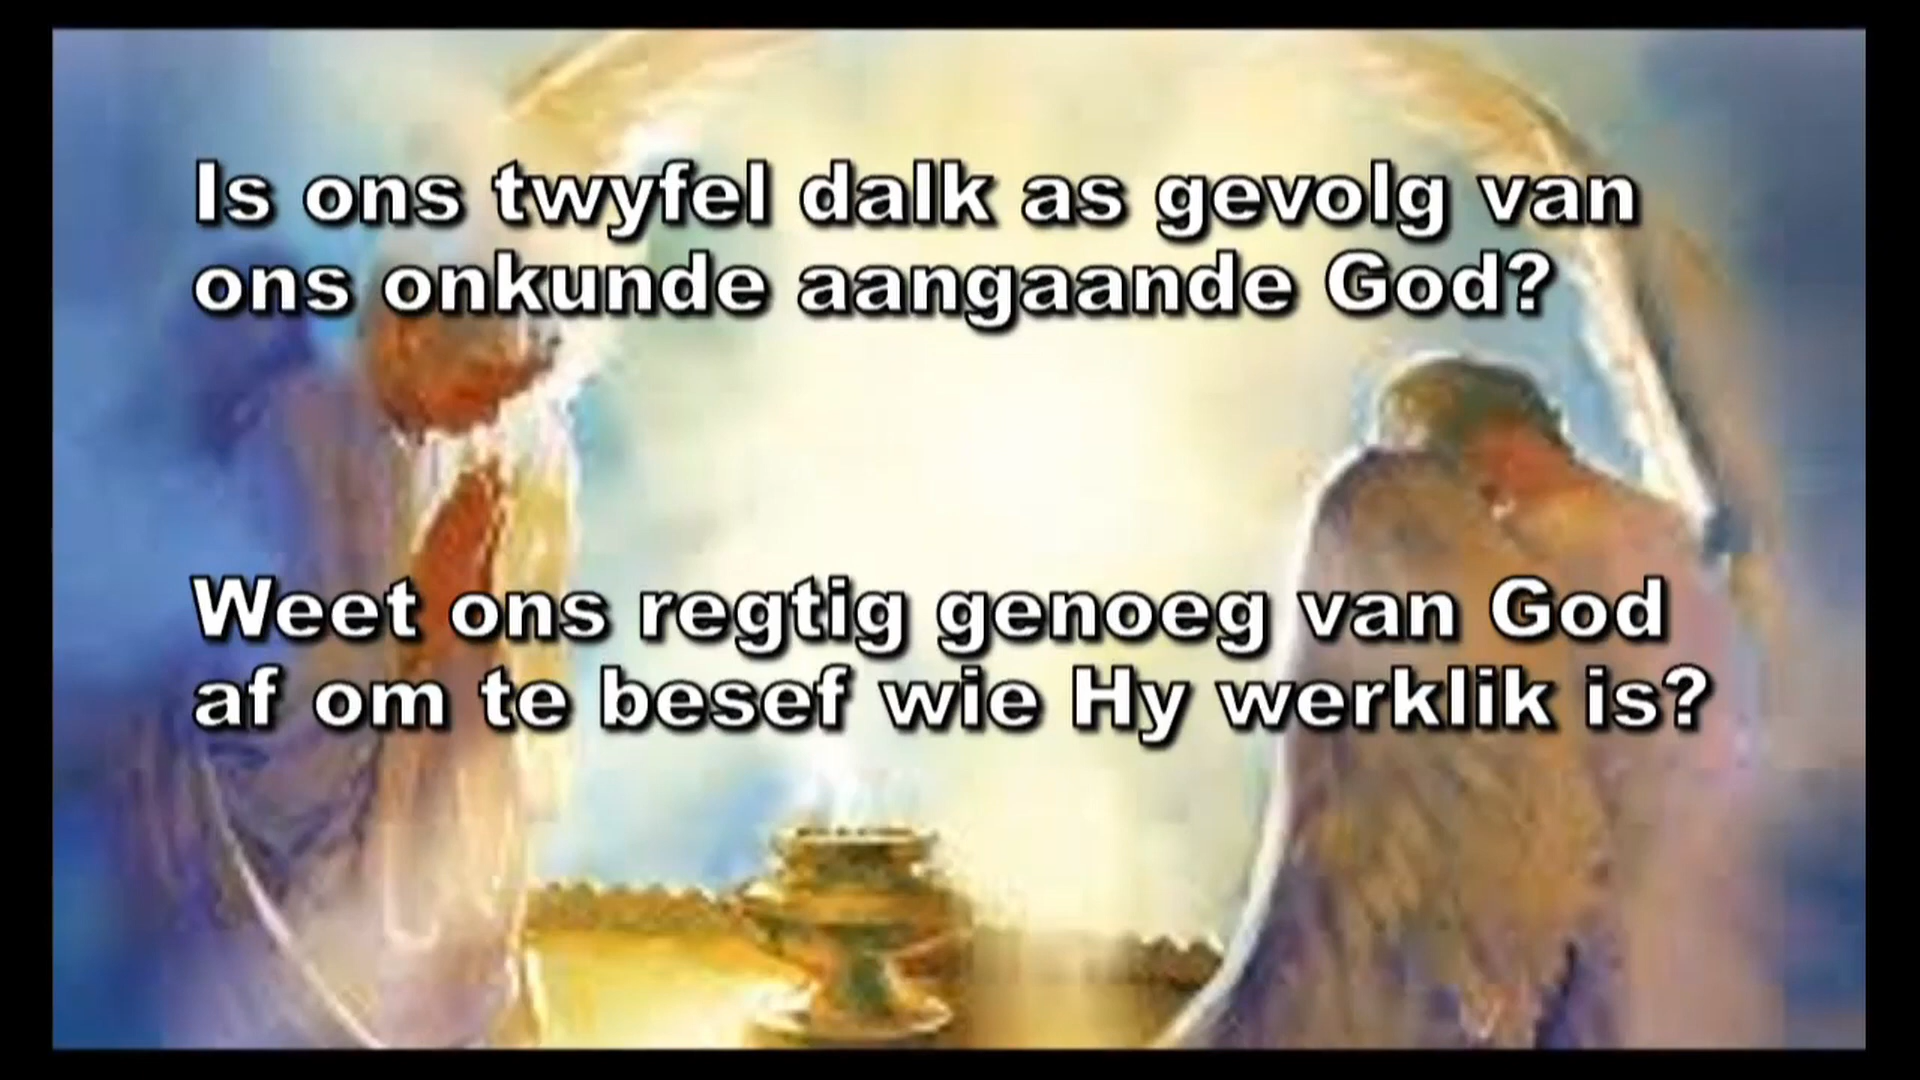 Is ons twyfel dalk as gevolg van
ons onkunde aangaande God?
Weet ons regtig genoeg van God
af om te besef wie Hy werklik is?